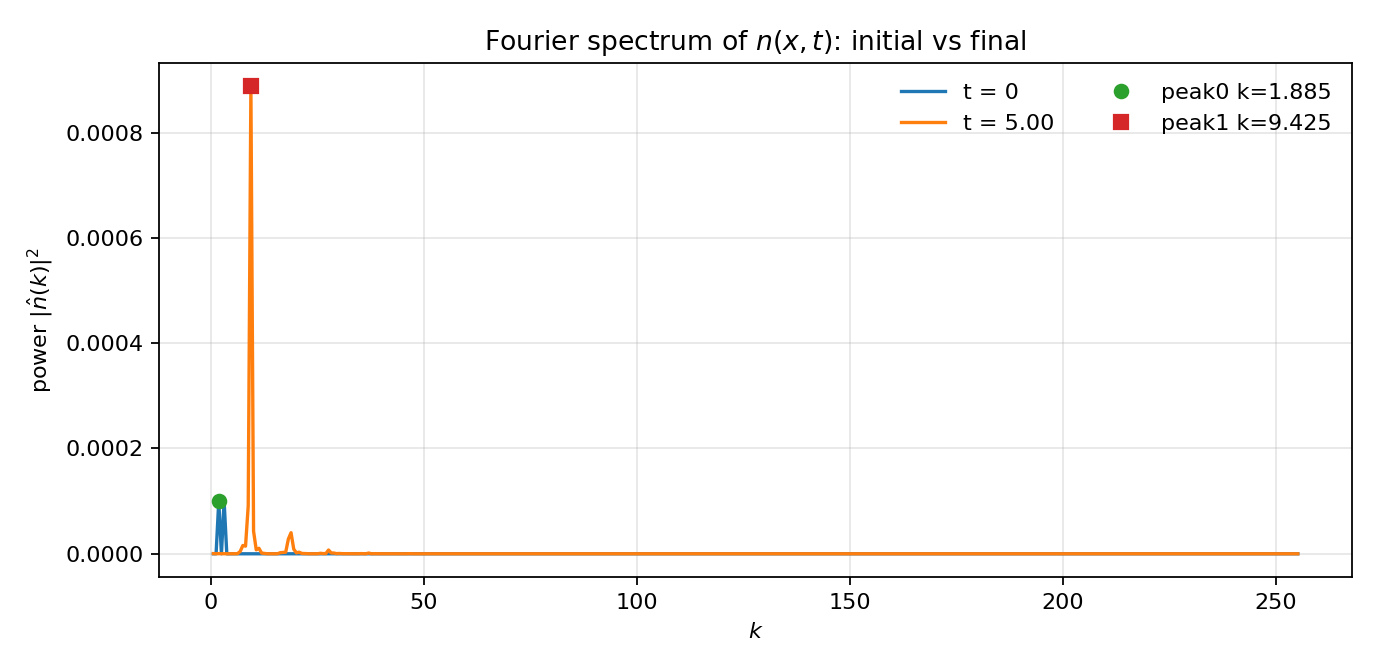 Fourier spectrum of n(x, t): initial vs final
t = 0
t = 5.00
peak0 k=1.885
peak1 k=9.425
power |n̂(k)|²
0.0008
0.0006
0.0004
0.0002
0.0000
0 50 100 150 200 250
k